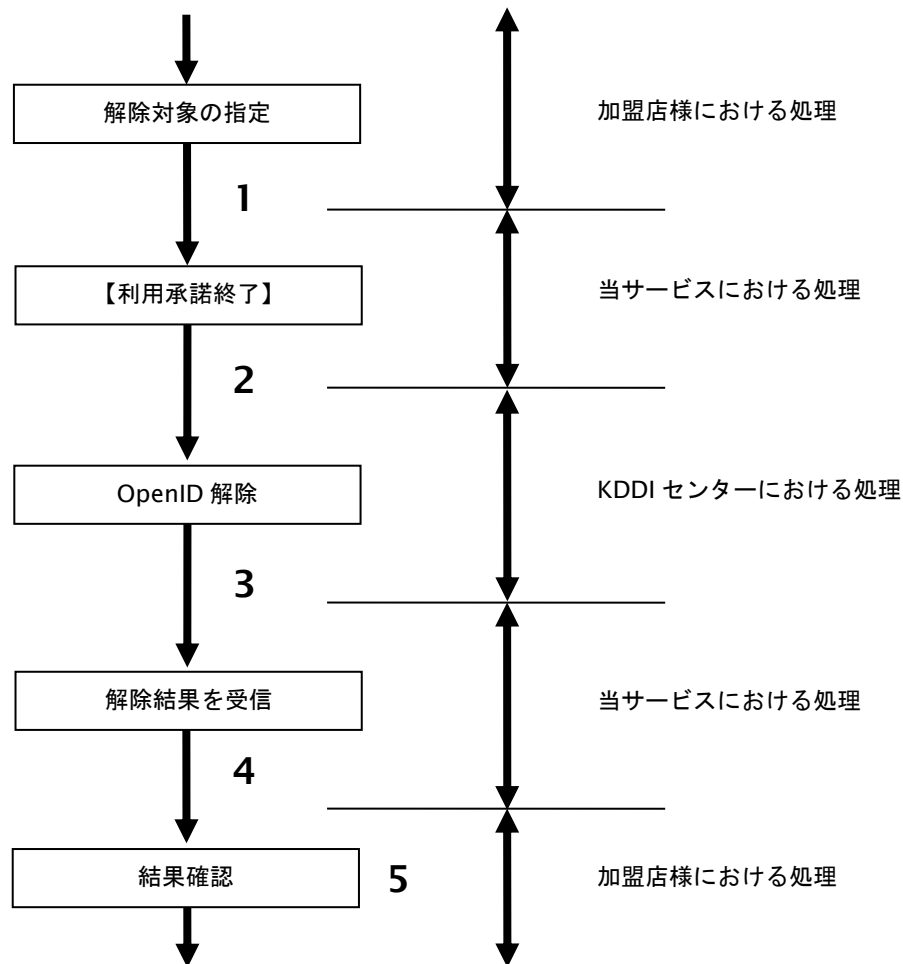 解除対象の指定
加盟店様における処理
1
【利用承諾終了】
当サービスにおける処理
2
OpenID 解除
KDDI センターにおける処理
3
解除結果を受信
当サービスにおける処理
4
結果確認
5
加盟店様における処理